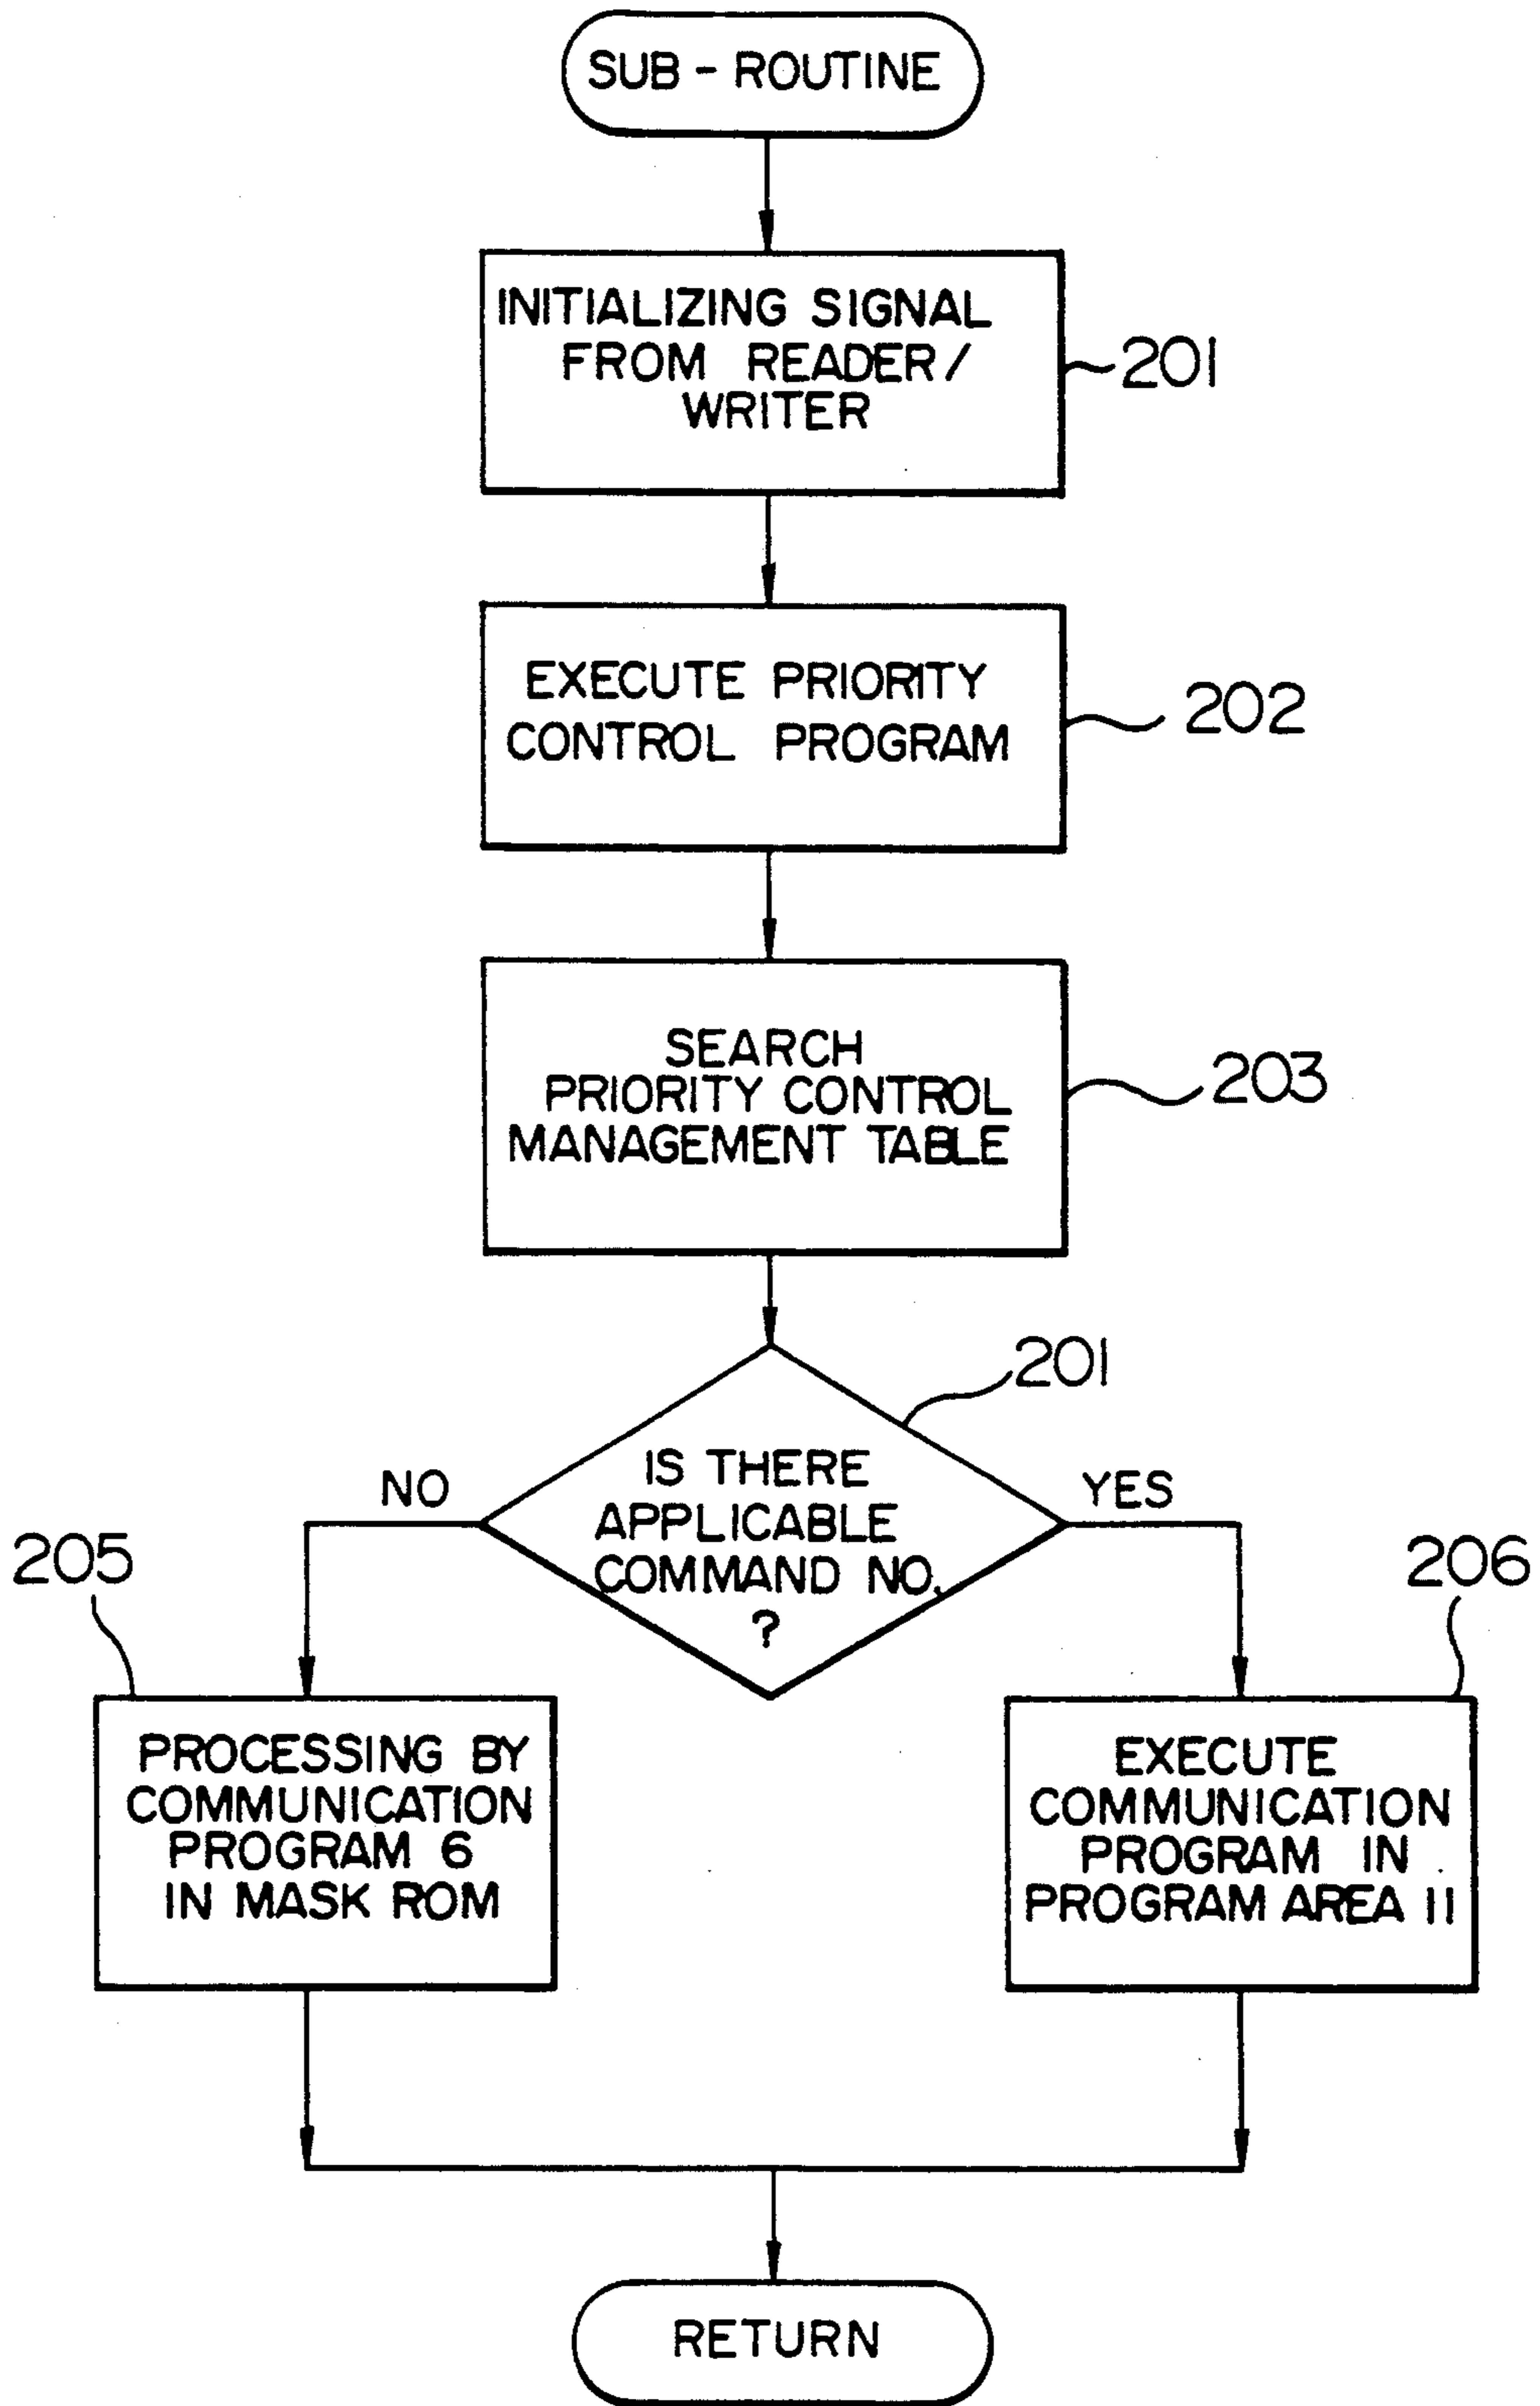 SUB - ROUTINE
INITIALIZING SIGNAL
FROM READER/
WRITER
201
EXECUTE PRIORITY
CONTROL PROGRAM
202
SEARCH
PRIORITY CONTROL
MANAGEMENT TABLE
203
201
IS THERE
APPLICABLE
COMMAND NO.
?
NO
YES
205
206
PROCESSING BY
COMMUNICATION
PROGRAM 6
IN MASK ROM
EXECUTE
COMMUNICATION
PROGRAM IN
PROGRAM AREA 11
RETURN